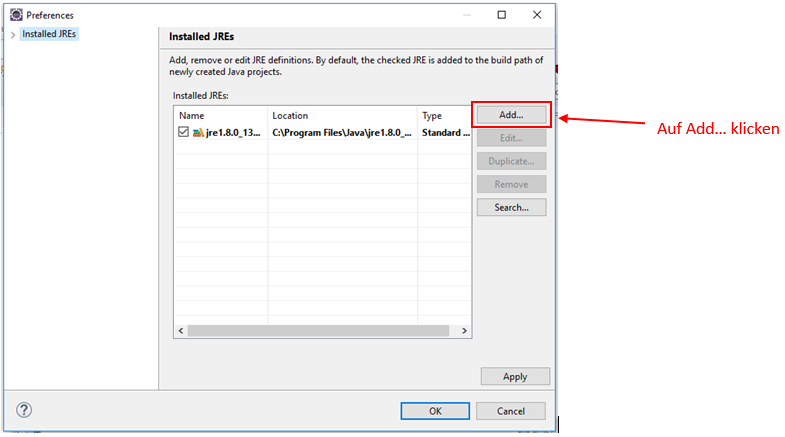 Preferences
Installed JREs
Installed JREs
Add, remove or edit JRE definitions. By default, the checked JRE is added to the build path of
newly created Java projects.
Installed JREs:
Name Location Type
jre1.8.0_13... C:\Program Files\Java\jre1.8.0_... Standard ...
Add...
Edit...
Duplicate...
Remove
Search...
Auf Add... klicken
Apply
OK Cancel